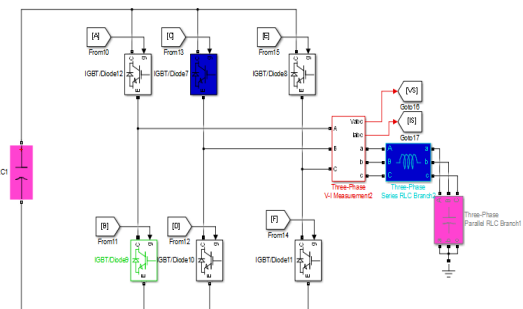 [A]
From10
[C]
From13
[E]
From15
IGBT/Diode12
IGBT/Diode7
IGBT/Diode8
g
C
E
g
C
E
g
C
E
[VS]
Goto16
[IS]
Goto17
Vabc
Iabc
A
B
C
a
b
c
A
B
C
a
b
c
Three-Phase
V-I Measurement2
Three-Phase
Series RLC Branch2
C1
[B]
From11
[D]
From12
[F]
From14
g
C
E
g
C
E
g
C
E
IGBT/Diode9
IGBT/Diode10
IGBT/Diode11
A
B
C
Three-Phase
Parallel RLC Branch1